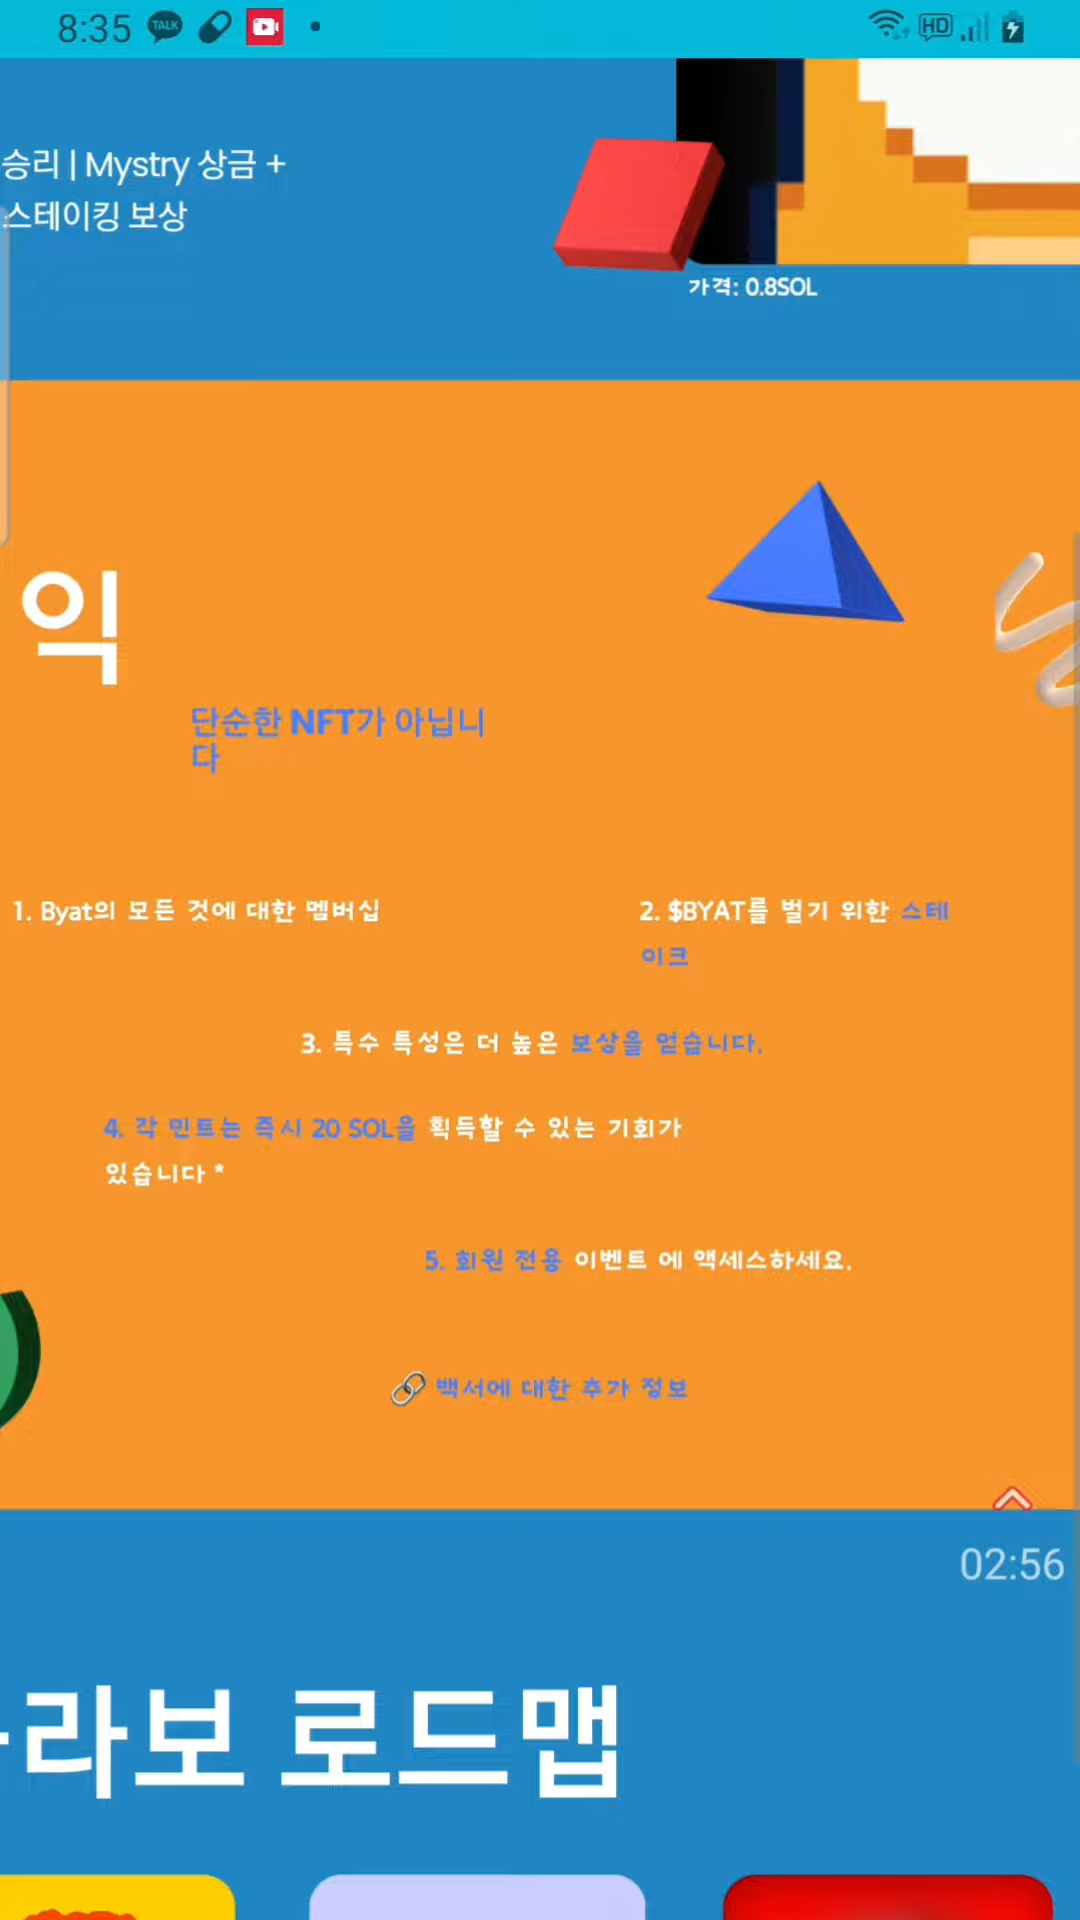 8:35
TALK
HD
승리 | Mystry 상금 +
스테이킹 보상
가격: 0.8SOL
익
단순한 NFT가 아닙니
다
1. Byat의 모든 것에 대한 멤버십
2. $BYAT를 벌기 위한 스테
이크
3. 특수 특성은 더 높은 보상을 얻습니다.
4. 각 민트는 즉시 20 SOL을 획득할 수 있는 기회가
있습니다 *
5. 회원 전용 이벤트 에 액세스하세요.
백서에 대한 추가 정보
02:56
라보 로드맵